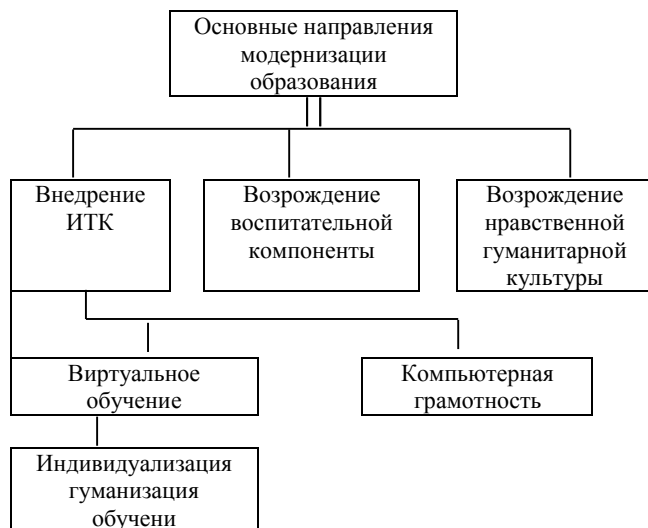 Основные направления
модернизации
образования
Внедрение
ИТК
Возрождение
воспитательной
компоненты
Возрождение
нравственной
гуманитарной
культуры
Виртуальное
обучение
Компьютерная
грамотность
Индивидуализация
гуманизация
обучени